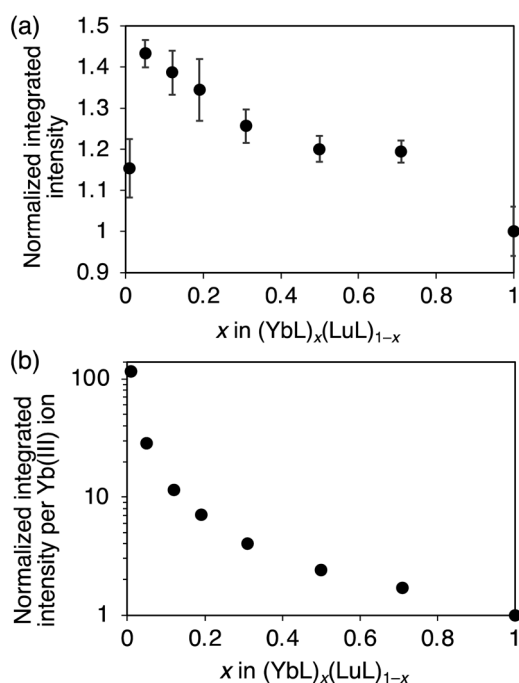 (a)
1.5
1.4
1.3
1.2
1.1
1
0.9
Normalized integrated
intensity
0
0.2
0.4
0.6
0.8
1
x in (YbL)x(LuL)1−x
(b)
100
10
1
Normalized integrated
intensity per Yb(III) ion
0
0.2
0.4
0.6
0.8
1
x in (YbL)x(LuL)1−x